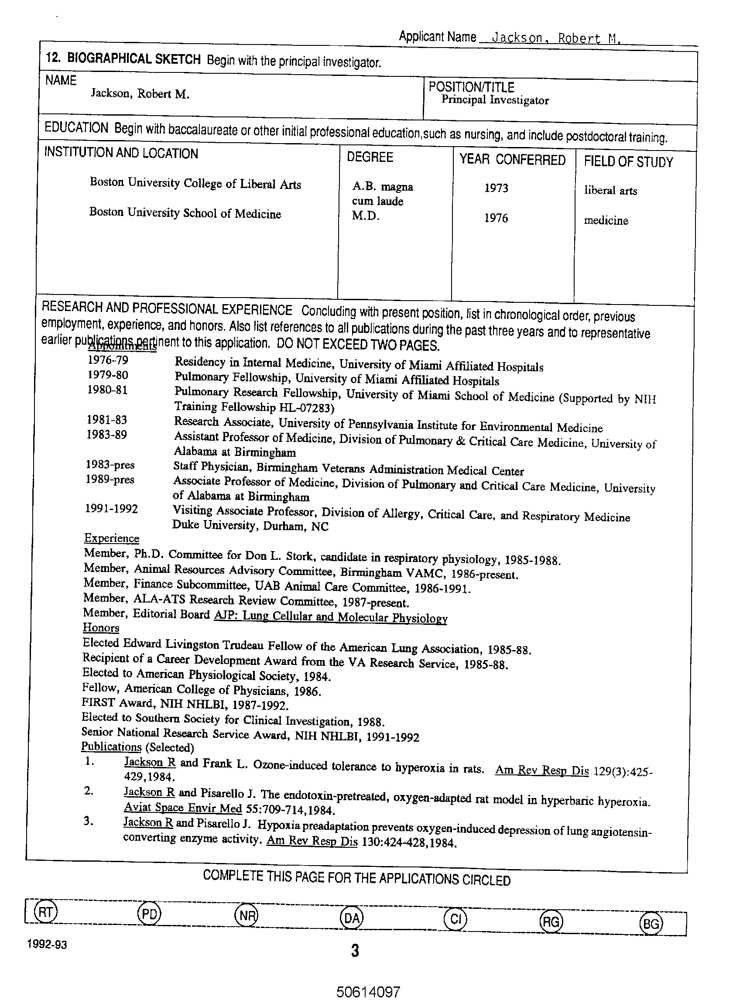 Applicant Name Jackson, Robert M.
12. BIOGRAPHICAL SKETCH Begin with the principal investigator.
NAME
Jackson, Robert M.
POSITION/TITLE
Principal Investigator
EDUCATION Begin with baccalaureate or other initial professional education,such as nursing, and include postdoctoral training.
INSTITUTION AND LOCATION DEGREE YEAR CONFERRED FIELD OF STUDY
Boston University College of Liberal Arts A.B. magna 1973 liberal arts
cum laude
Boston University School of Medicine M.D. 1976 medicine
RESEARCH AND PROFESSIONAL EXPERIENCE Concluding with present position, list in chronological order, previous
employment, experience, and honors. Also list references to all publications during the past three years and to representative
earlier publications pertinent to this application. DO NOT EXCEED TWO PAGES.
Appointments
1976-79 Residency in Internal Medicine, University of Miami Affiliated Hospitals
1979-80 Pulmonary Fellowship, University of Miami Affiliated Hospitals
1980-81 Pulmonary Research Fellowship, University of Miami School of Medicine (Supported by NIH
Training Fellowship HL-07283)
1981-83 Research Associate, University of Pennsylvania Institute for Environmental Medicine
1983-89 Assistant Professor of Medicine, Division of Pulmonary & Critical Care Medicine, University of
Alabama at Birmingham
1983-pres Staff Physician, Birmingham Veterans Administration Medical Center
1989-pres Associate Professor of Medicine, Division of Pulmonary and Critical Care Medicine, University
of Alabama at Birmingham
1991-1992 Visiting Associate Professor, Division of Allergy, Critical Care, and Respiratory Medicine
Duke University, Durham, NC
Experience
Member, Ph.D. Committee for Don L. Stork, candidate in respiratory physiology, 1985-1988.
Member, Animal Resources Advisory Committee, Birmingham VAMC, 1986-present.
Member, Finance Subcommittee, UAB Animal Care Committee, 1986-1991.
Member, ALA-ATS Research Review Committee, 1987-present.
Member, Editorial Board AJP: Lung Cellular and Molecular Physiology
Honors
Elected Edward Livingston Trudeau Fellow of the American Lung Association, 1985-88.
Recipient of a Career Development Award from the VA Research Service, 1985-88.
Elected to American Physiological Society, 1984.
Fellow, American College of Physicians, 1986.
FIRST Award, NIH NHLBI, 1987-1992.
Elected to Southern Society for Clinical Investigation, 1988.
Senior National Research Service Award, NIH NHLBI, 1991-1992
Publications (Selected)
1. Jackson R and Frank L. Ozone-induced tolerance to hyperoxia in rats. Am Rev Resp Dis 129(3):425-
429,1984.
2. Jackson R and Pisarello J. The endotoxin-pretreated, oxygen-adapted rat model in hyperbaric hyperoxia.
Aviat Space Envir Med 55:709-714,1984.
3. Jackson R and Pisarello J. Hypoxia preadaptation prevents oxygen-induced depression of lung angiotensin-
converting enzyme activity. Am Rev Resp Dis 130:424-428,1984.
COMPLETE THIS PAGE FOR THE APPLICATIONS CIRCLED
RT PD NR DA CI RG BG
1992-93
3
50614097